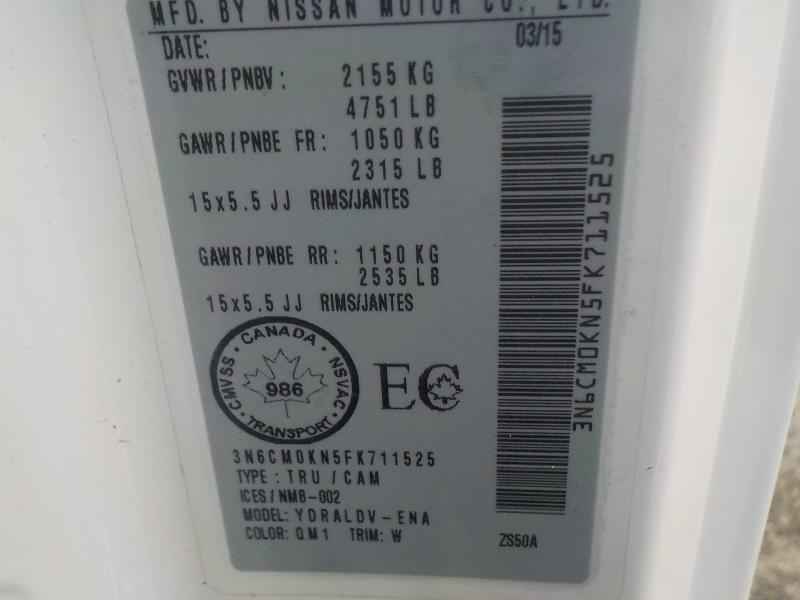 MFD. BY NISSAN MOTOR CO., LTD.
DATE: 03/15
GVWR/PNBV: 2155 KG
4751 LB
GAWR/PNBE FR: 1050 KG
2315 LB
15x5.5 JJ RIMS/JANTES
GAWR/PNBE RR: 1150 KG
2535 LB
15x5.5 JJ RIMS/JANTES
CANADA
CMVSS · NSVAC
986
TRANSPORT
EC
3N6CM0KN5FK711525
TYPE: TRU/CAM
ICES/NMB-002
MODEL: YDRALDV-ENA
COLOR: QM1 TRIM: W
ZS50A
3N6CM0KN5FK711525